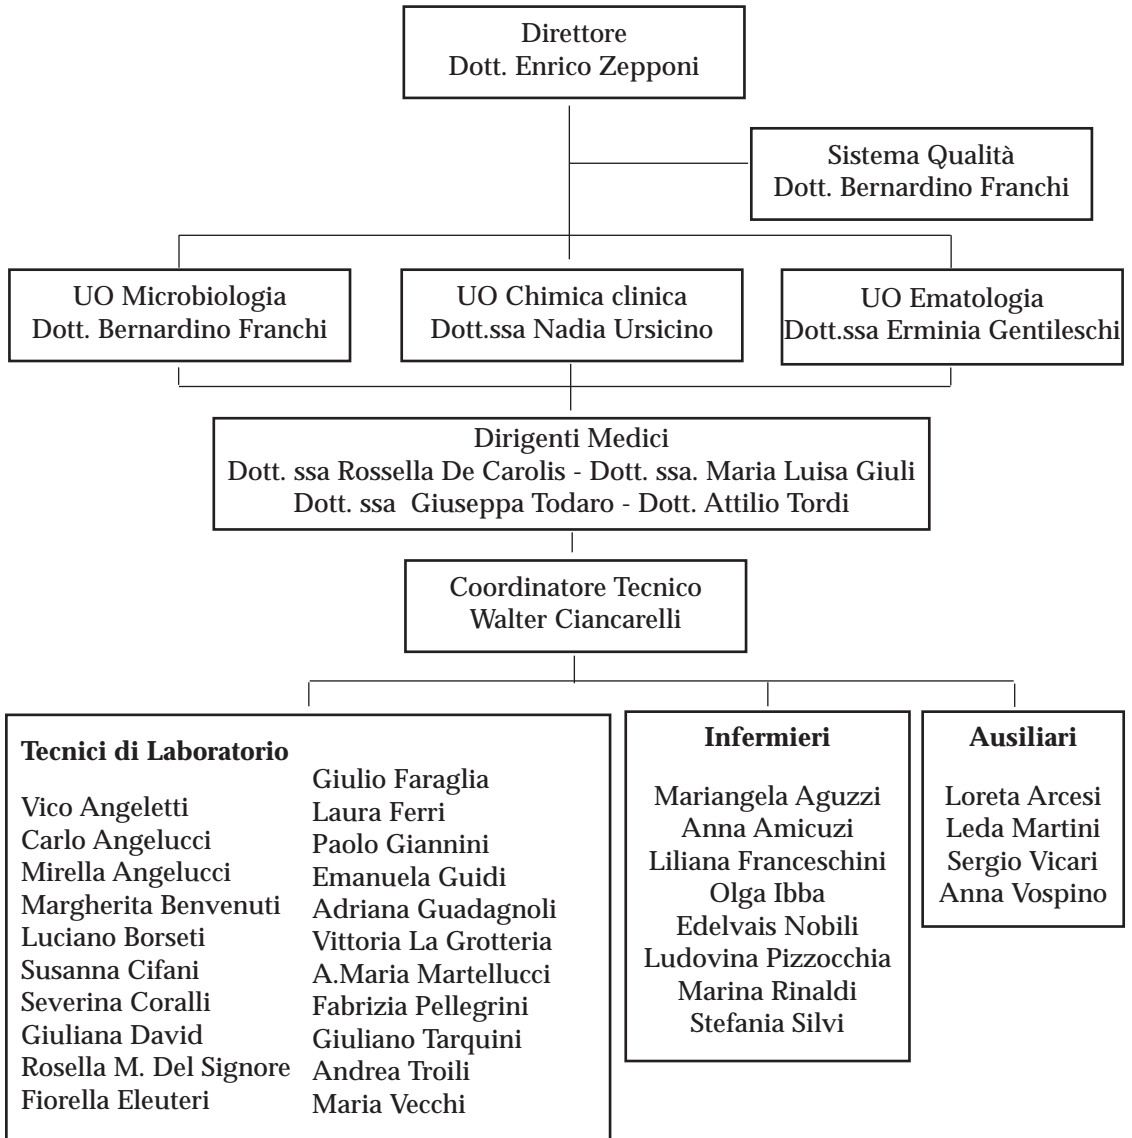 Direttore
Dott. Enrico Zepponi
Sistema Qualità
Dott. Bernardino Franchi
UO Microbiologia
Dott. Bernardino Franchi
UO Chimica clinica
Dott.ssa Nadia Ursicino
UO Ematologia
Dott.ssa Erminia Gentileschi
Dirigenti Medici
Dott. ssa Rossella De Carolis - Dott. ssa. Maria Luisa Giuli
Dott. ssa Giuseppa Todaro - Dott. Attilio Tordi
Coordinatore Tecnico
Walter Ciancarelli
Tecnici di Laboratorio
Vico Angeletti
Carlo Angelucci
Mirella Angelucci
Margherita Benvenuti
Luciano Borseti
Susanna Cifani
Severina Coralli
Giuliana David
Rosella M. Del Signore
Fiorella Eleuteri
Giulio Faraglia
Laura Ferri
Paolo Giannini
Emanuela Guidi
Adriana Guadagnoli
Vittoria La Grotteria
A.Maria Martellucci
Fabrizia Pellegrini
Giuliano Tarquini
Andrea Troili
Maria Vecchi
Infermieri
Mariangela Aguzzi
Anna Amicuzi
Liliana Franceschini
Olga Ibba
Edelvais Nobili
Ludovina Pizzocchia
Marina Rinaldi
Stefania Silvi
Ausiliari
Loreta Arcesi
Leda Martini
Sergio Vicari
Anna Vospino